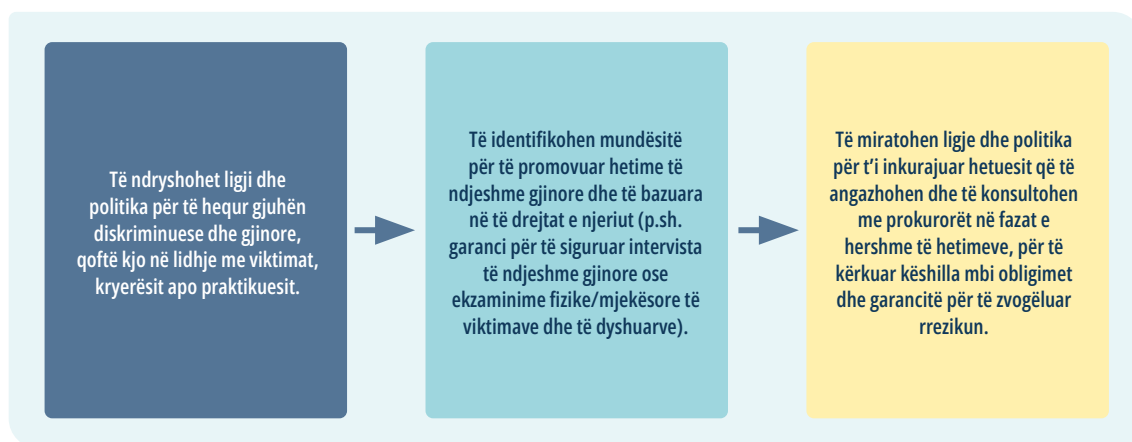 Të ndryshohet ligji dhe
politika për të hequr gjuhën
diskriminuese dhe gjinore,
qoftë kjo në lidhje me viktimat,
kryerësit apo praktikuesit.
Të identifikohen mundësitë
për të promovuar hetime të
ndjeshme gjinore dhe të bazuara
në të drejtat e njeriut (p.sh.
garanci për të siguruar intervista
të ndjeshme gjinore ose
ekzaminime fizike/mjekësore të
viktimave dhe të dyshuarve).
Të miratohen ligje dhe politika
për t’i inkurajuar hetuesit që të
angazhohen dhe të konsultohen
me prokurorët në fazat e
hershme të hetimeve, për të
kërkuar këshilla mbi obligimet
dhe garancitë për të zvogëluar
rrezikun.